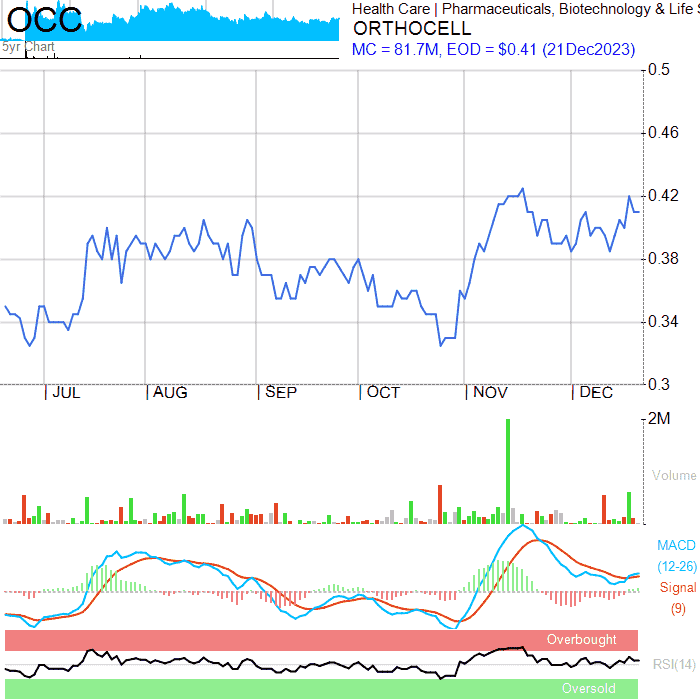 OCC
5yr Chart
Health Care | Pharmaceuticals, Biotechnology & Life S
ORTHOCELL
MC = 81.7M, EOD = $0.41 (21Dec2023)
0.5
0.46
0.42
0.38
0.34
0.3
JUL AUG SEP OCT NOV DEC
2M
Volume
MACD
(12-26)
Signal
(9)
Overbought
RSI(14)
Oversold